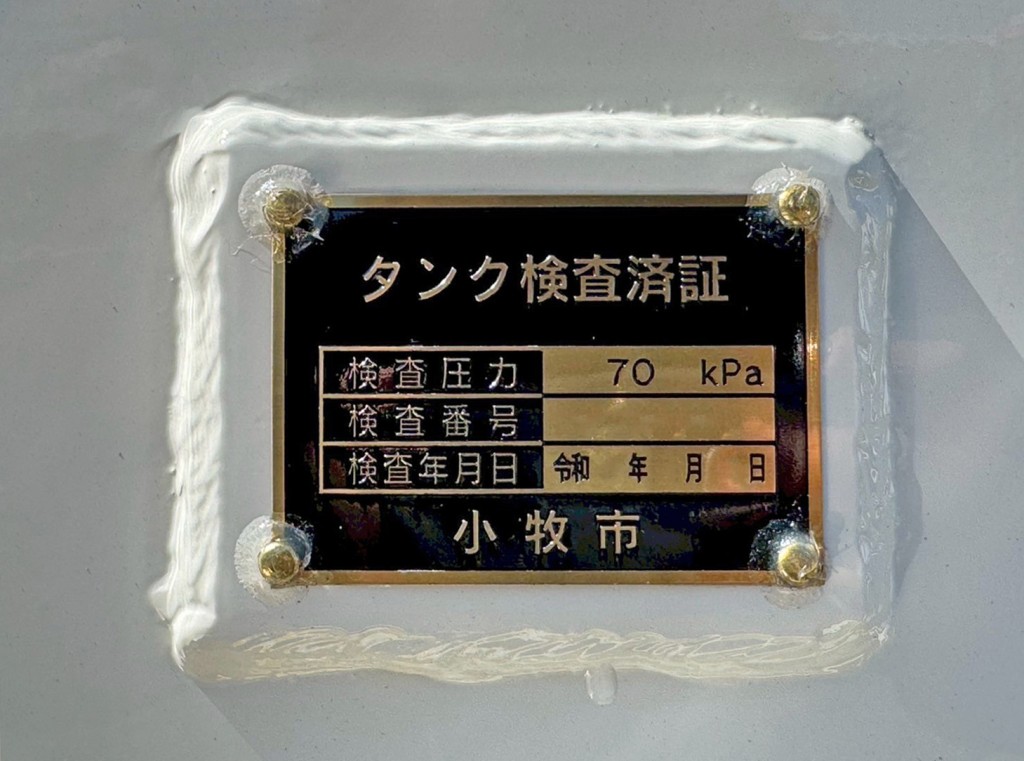 タンク検査済証
検査圧力 70 kPa
検査番号
検査年月日 令和 年 月 日
小牧市